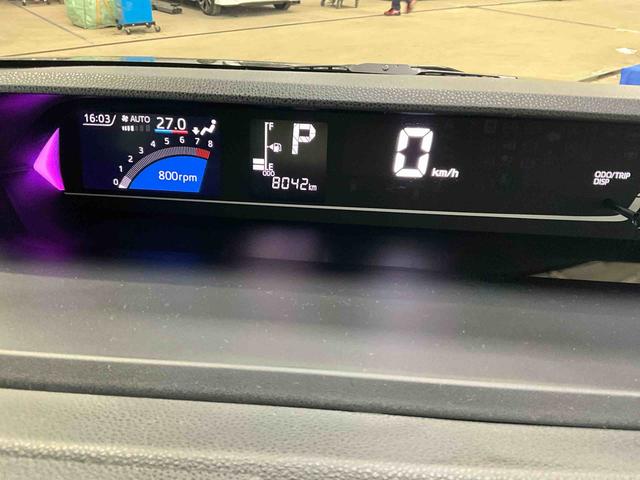 16:03 AUTO 27.0
0 1 2 3 4 5 6 7 8
800rpm
F
P
E
ODO
8042km
0 km/h
ODO/TRIP
DISP